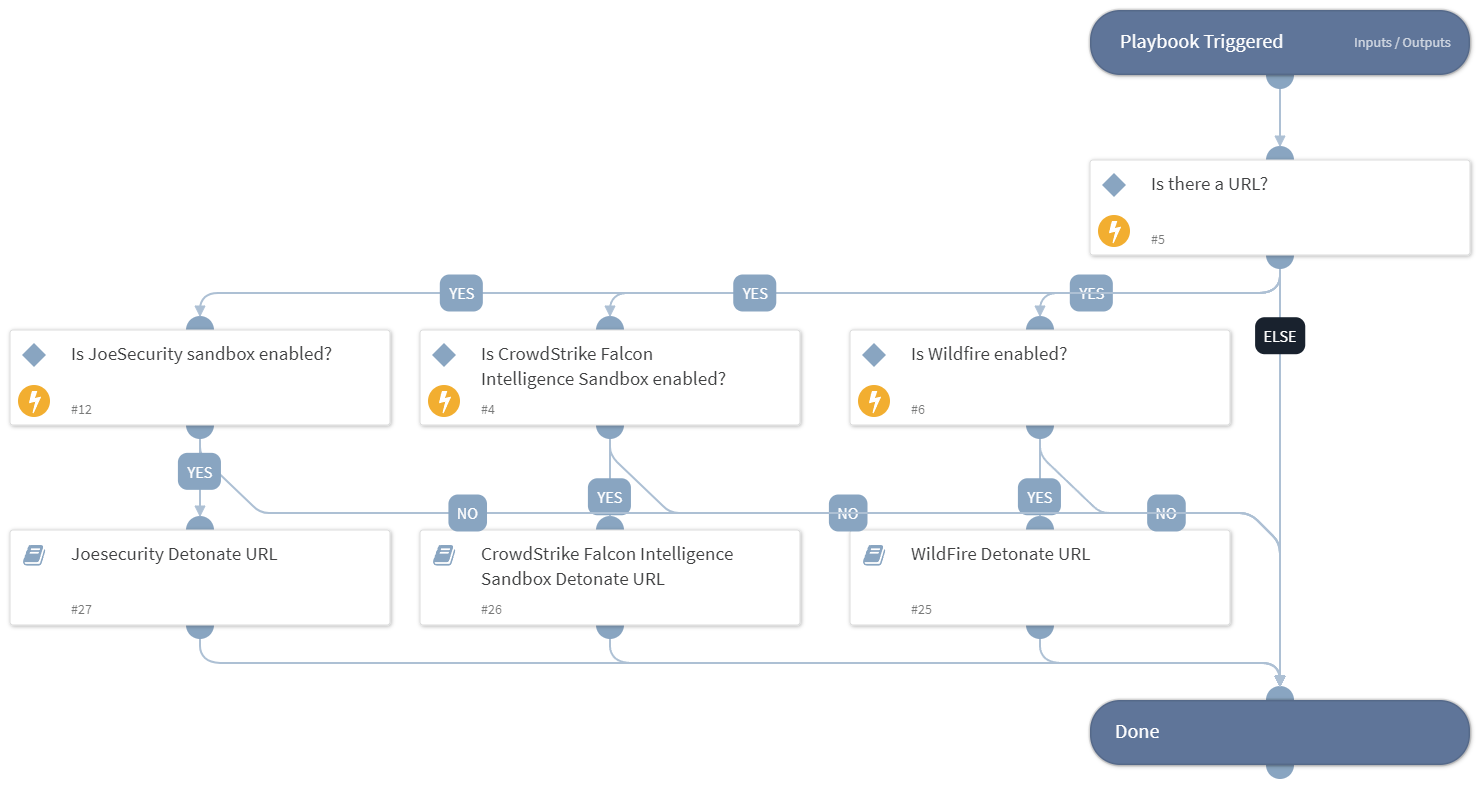 Playbook Triggered
Inputs / Outputs
Is there a URL?
#5
YES
YES
YES
ELSE
Is JoeSecurity sandbox enabled?
#12
Is CrowdStrike Falcon
Intelligence Sandbox enabled?
#4
Is Wildfire enabled?
#6
YES
YES
YES
NO
NO
NO
Joesecurity Detonate URL
#27
CrowdStrike Falcon Intelligence
Sandbox Detonate URL
#26
WildFire Detonate URL
#25
Done